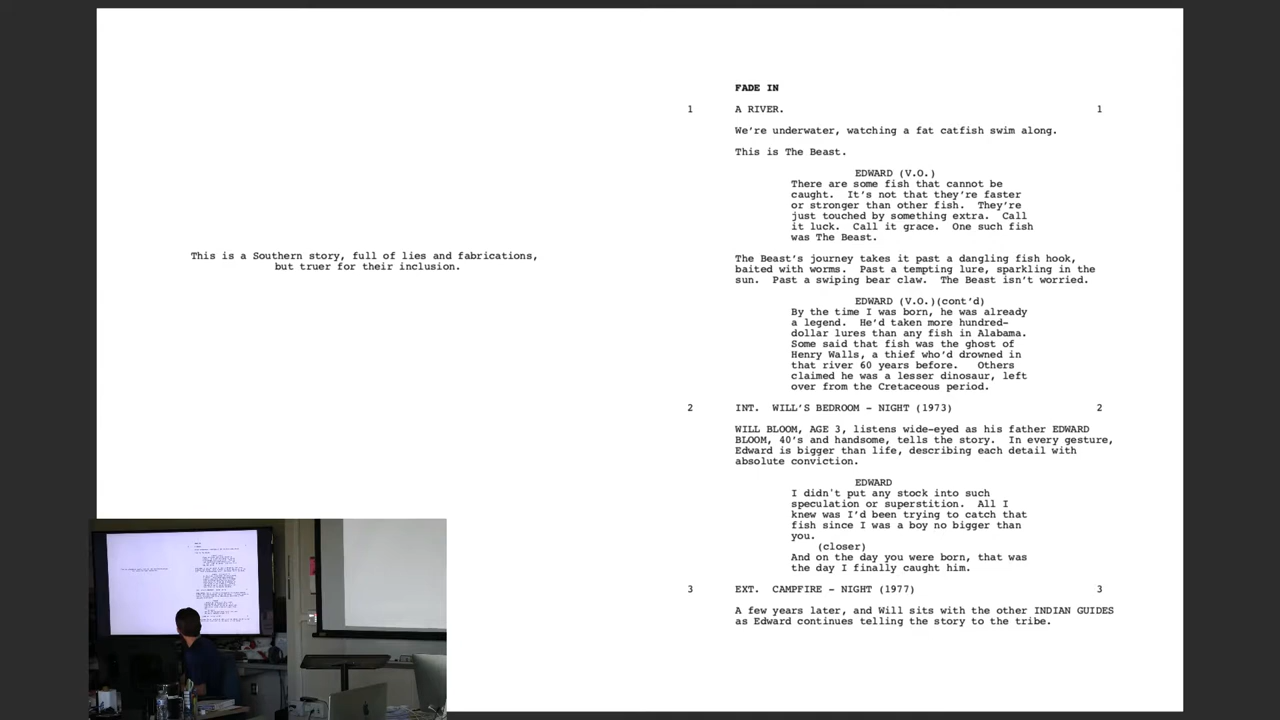 This is a Southern story, full of lies and fabrications,
but truer for their inclusion.
FADE IN
1 A RIVER. 1
We're underwater, watching a fat catfish swim along.
This is The Beast.
EDWARD (V.O.)
There are some fish that cannot be
caught. It's not that they're faster
or stronger than other fish. They're
just touched by something extra. Call
it luck. Call it grace. One such fish
was The Beast.
The Beast's journey takes it past a dangling fish hook,
baited with worms. Past a tempting lure, sparkling in the
sun. Past a swiping bear claw. The Beast isn't worried.
EDWARD (V.O.)(cont'd)
By the time I was born, he was already
a legend. He'd taken more hundred-
dollar lures than any fish in Alabama.
Some said that fish was the ghost of
Henry Walls, a thief who'd drowned in
that river 60 years before. Others
claimed he was a lesser dinosaur, left
over from the Cretaceous period.
2 INT. WILL'S BEDROOM - NIGHT (1973) 2
WILL BLOOM, AGE 3, listens wide-eyed as his father EDWARD
BLOOM, 40's and handsome, tells the story. In every gesture,
Edward is bigger than life, describing each detail with
absolute conviction.
EDWARD
I didn't put any stock into such
speculation or superstition. All I
knew was I'd been trying to catch that
fish since I was a boy no bigger than
you.
(closer)
And on the day you were born, that was
the day I finally caught him.
3 EXT. CAMPFIRE - NIGHT (1977) 3
A few years later, and Will sits with the other INDIAN GUIDES
as Edward continues telling the story to the tribe.